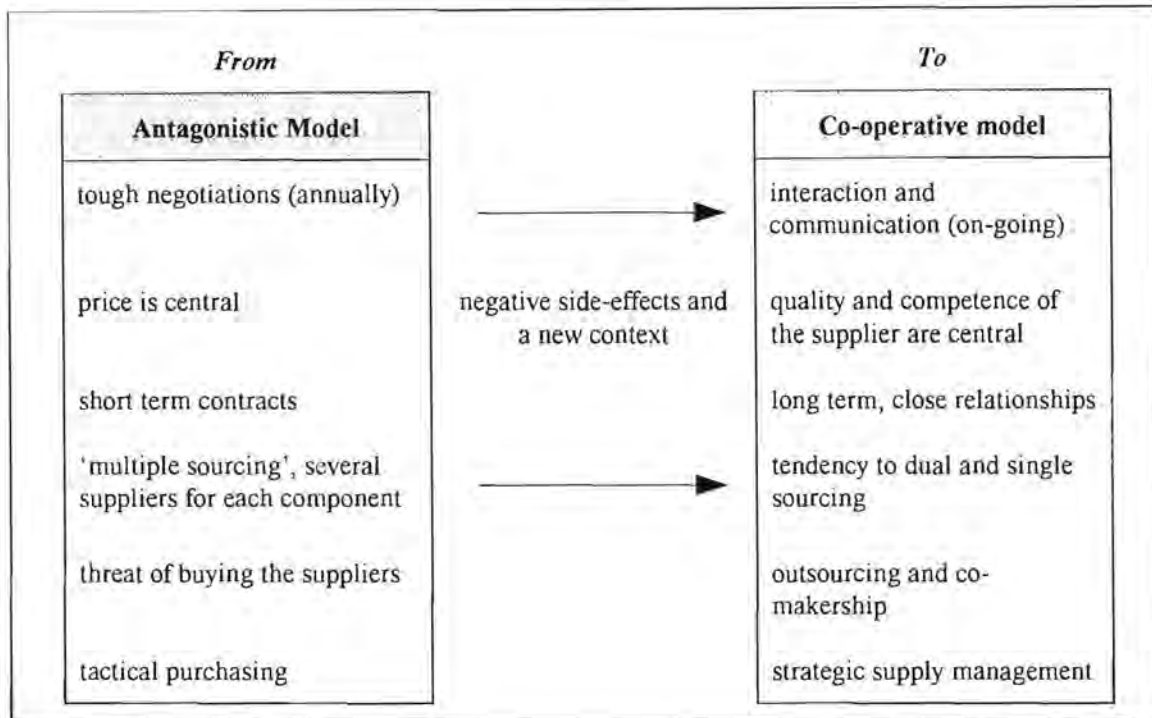 From
To
Antagonistic Model
Co-operative model
tough negotiations (annually)
interaction and
communication (on-going)
price is central
negative side-effects and
a new context
quality and competence of
the supplier are central
short term contracts
long term, close relationships
‘multiple sourcing’, several
suppliers for each component
tendency to dual and single
sourcing
threat of buying the suppliers
outsourcing and co-
makership
tactical purchasing
strategic supply management